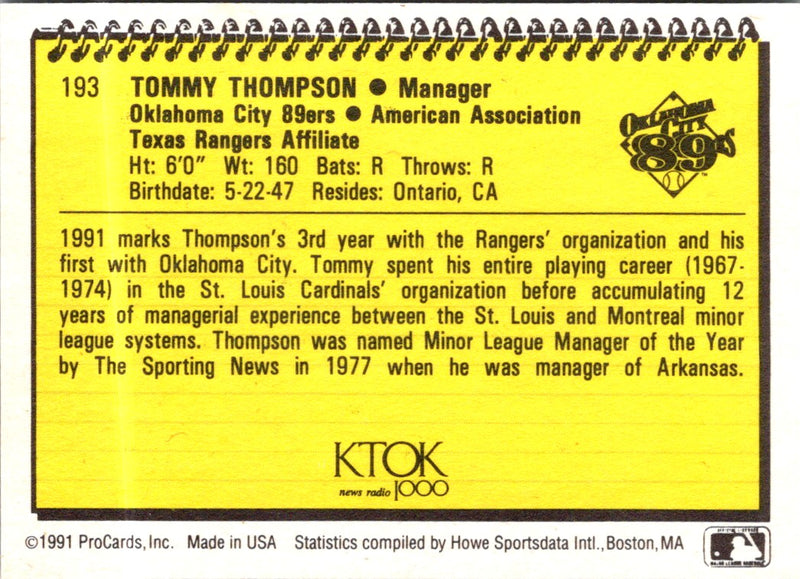 193 TOMMY THOMPSON ● Manager
Oklahoma City 89ers ● American Association
Texas Rangers Affiliate
Ht: 6'0" Wt: 160 Bats: R Throws: R
Birthdate: 5-22-47 Resides: Ontario, CA
OKLAHOMA
CITY
89ERS
TM
1991 marks Thompson's 3rd year with the Rangers' organization and his
first with Oklahoma City. Tommy spent his entire playing career (1967-
1974) in the St. Louis Cardinals' organization before accumulating 12
years of managerial experience between the St. Louis and Montreal minor
league systems. Thompson was named Minor League Manager of the Year
by The Sporting News in 1977 when he was manager of Arkansas.
KTOK
news radio 1000
©1991 ProCards, Inc. Made in USA Statistics compiled by Howe Sportsdata Intl., Boston, MA